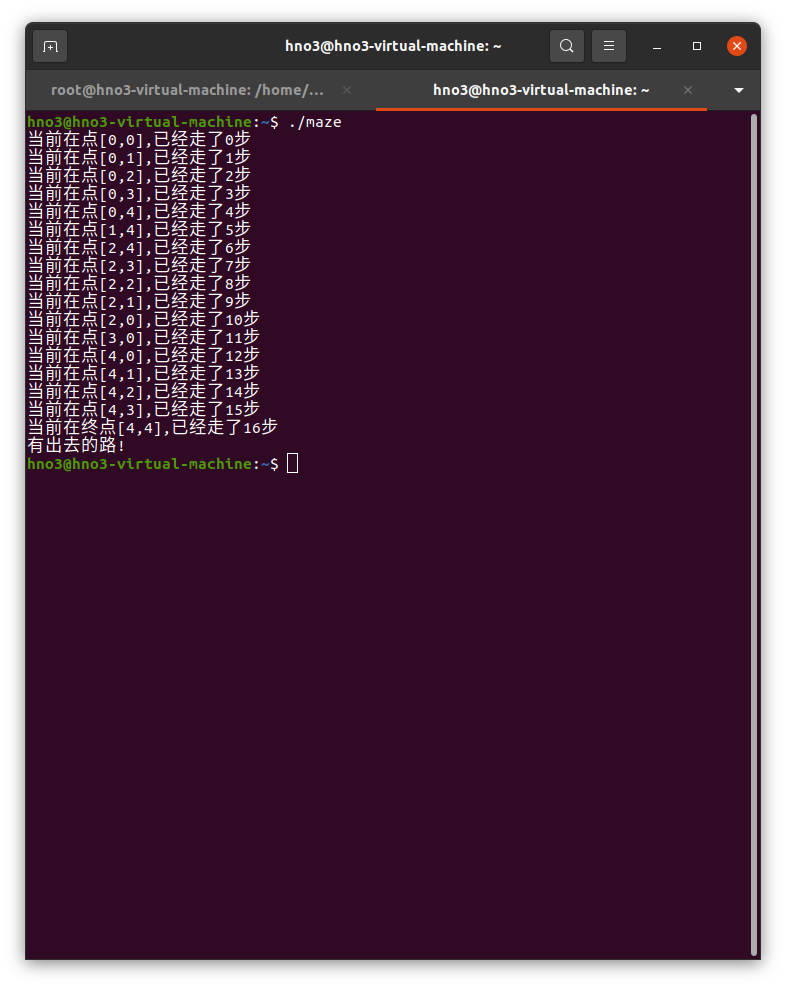 hno3@hno3-virtual-machine: ~
root@hno3-virtual-machine: /home/...
hno3@hno3-virtual-machine: ~
hno3@hno3-virtual-machine:~$ ./maze
当前在点[0,0],已经走了0步
当前在点[0,1],已经走了1步
当前在点[0,2],已经走了2步
当前在点[0,3],已经走了3步
当前在点[0,4],已经走了4步
当前在点[1,4],已经走了5步
当前在点[2,4],已经走了6步
当前在点[2,3],已经走了7步
当前在点[2,2],已经走了8步
当前在点[2,1],已经走了9步
当前在点[2,0],已经走了10步
当前在点[3,0],已经走了11步
当前在点[4,0],已经走了12步
当前在点[4,1],已经走了13步
当前在点[4,2],已经走了14步
当前在点[4,3],已经走了15步
当前在终点[4,4],已经走了16步
有出去的路!
hno3@hno3-virtual-machine:~$